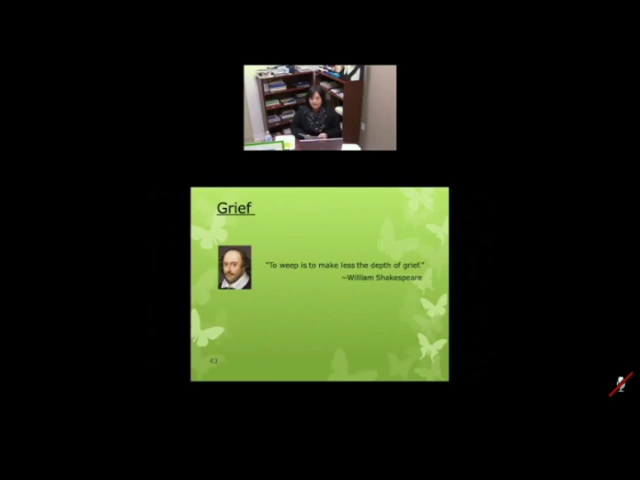 Grief
"To weep is to make less the depth of grief."
~William Shakespeare
43